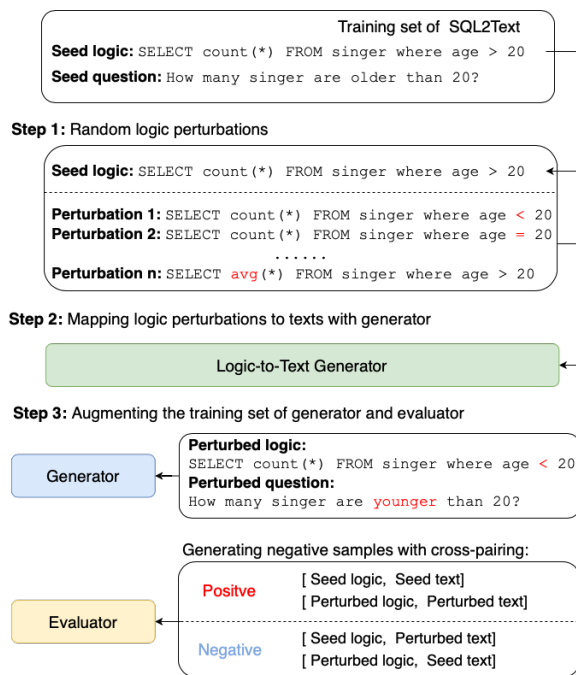 Training set of SQL2Text
Seed logic: SELECT count(*) FROM singer where age > 20
Seed question: How many singer are older than 20?
Step 1: Random logic perturbations
Seed logic: SELECT count(*) FROM singer where age > 20
Perturbation 1: SELECT count(*) FROM singer where age < 20
Perturbation 2: SELECT count(*) FROM singer where age = 20
......
Perturbation n: SELECT avg(*) FROM singer where age > 20
Step 2: Mapping logic perturbations to texts with generator
Logic-to-Text Generator
Step 3: Augmenting the training set of generator and evaluator
Generator
Perturbed logic:
SELECT count(*) FROM singer where age < 20
Perturbed question:
How many singer are younger than 20?
Generating negative samples with cross-pairing:
Evaluator
Positve
[ Seed logic, Seed text]
[ Perturbed logic, Perturbed text]
Negative
[ Seed logic, Perturbed text]
[ Perturbed logic, Seed text]